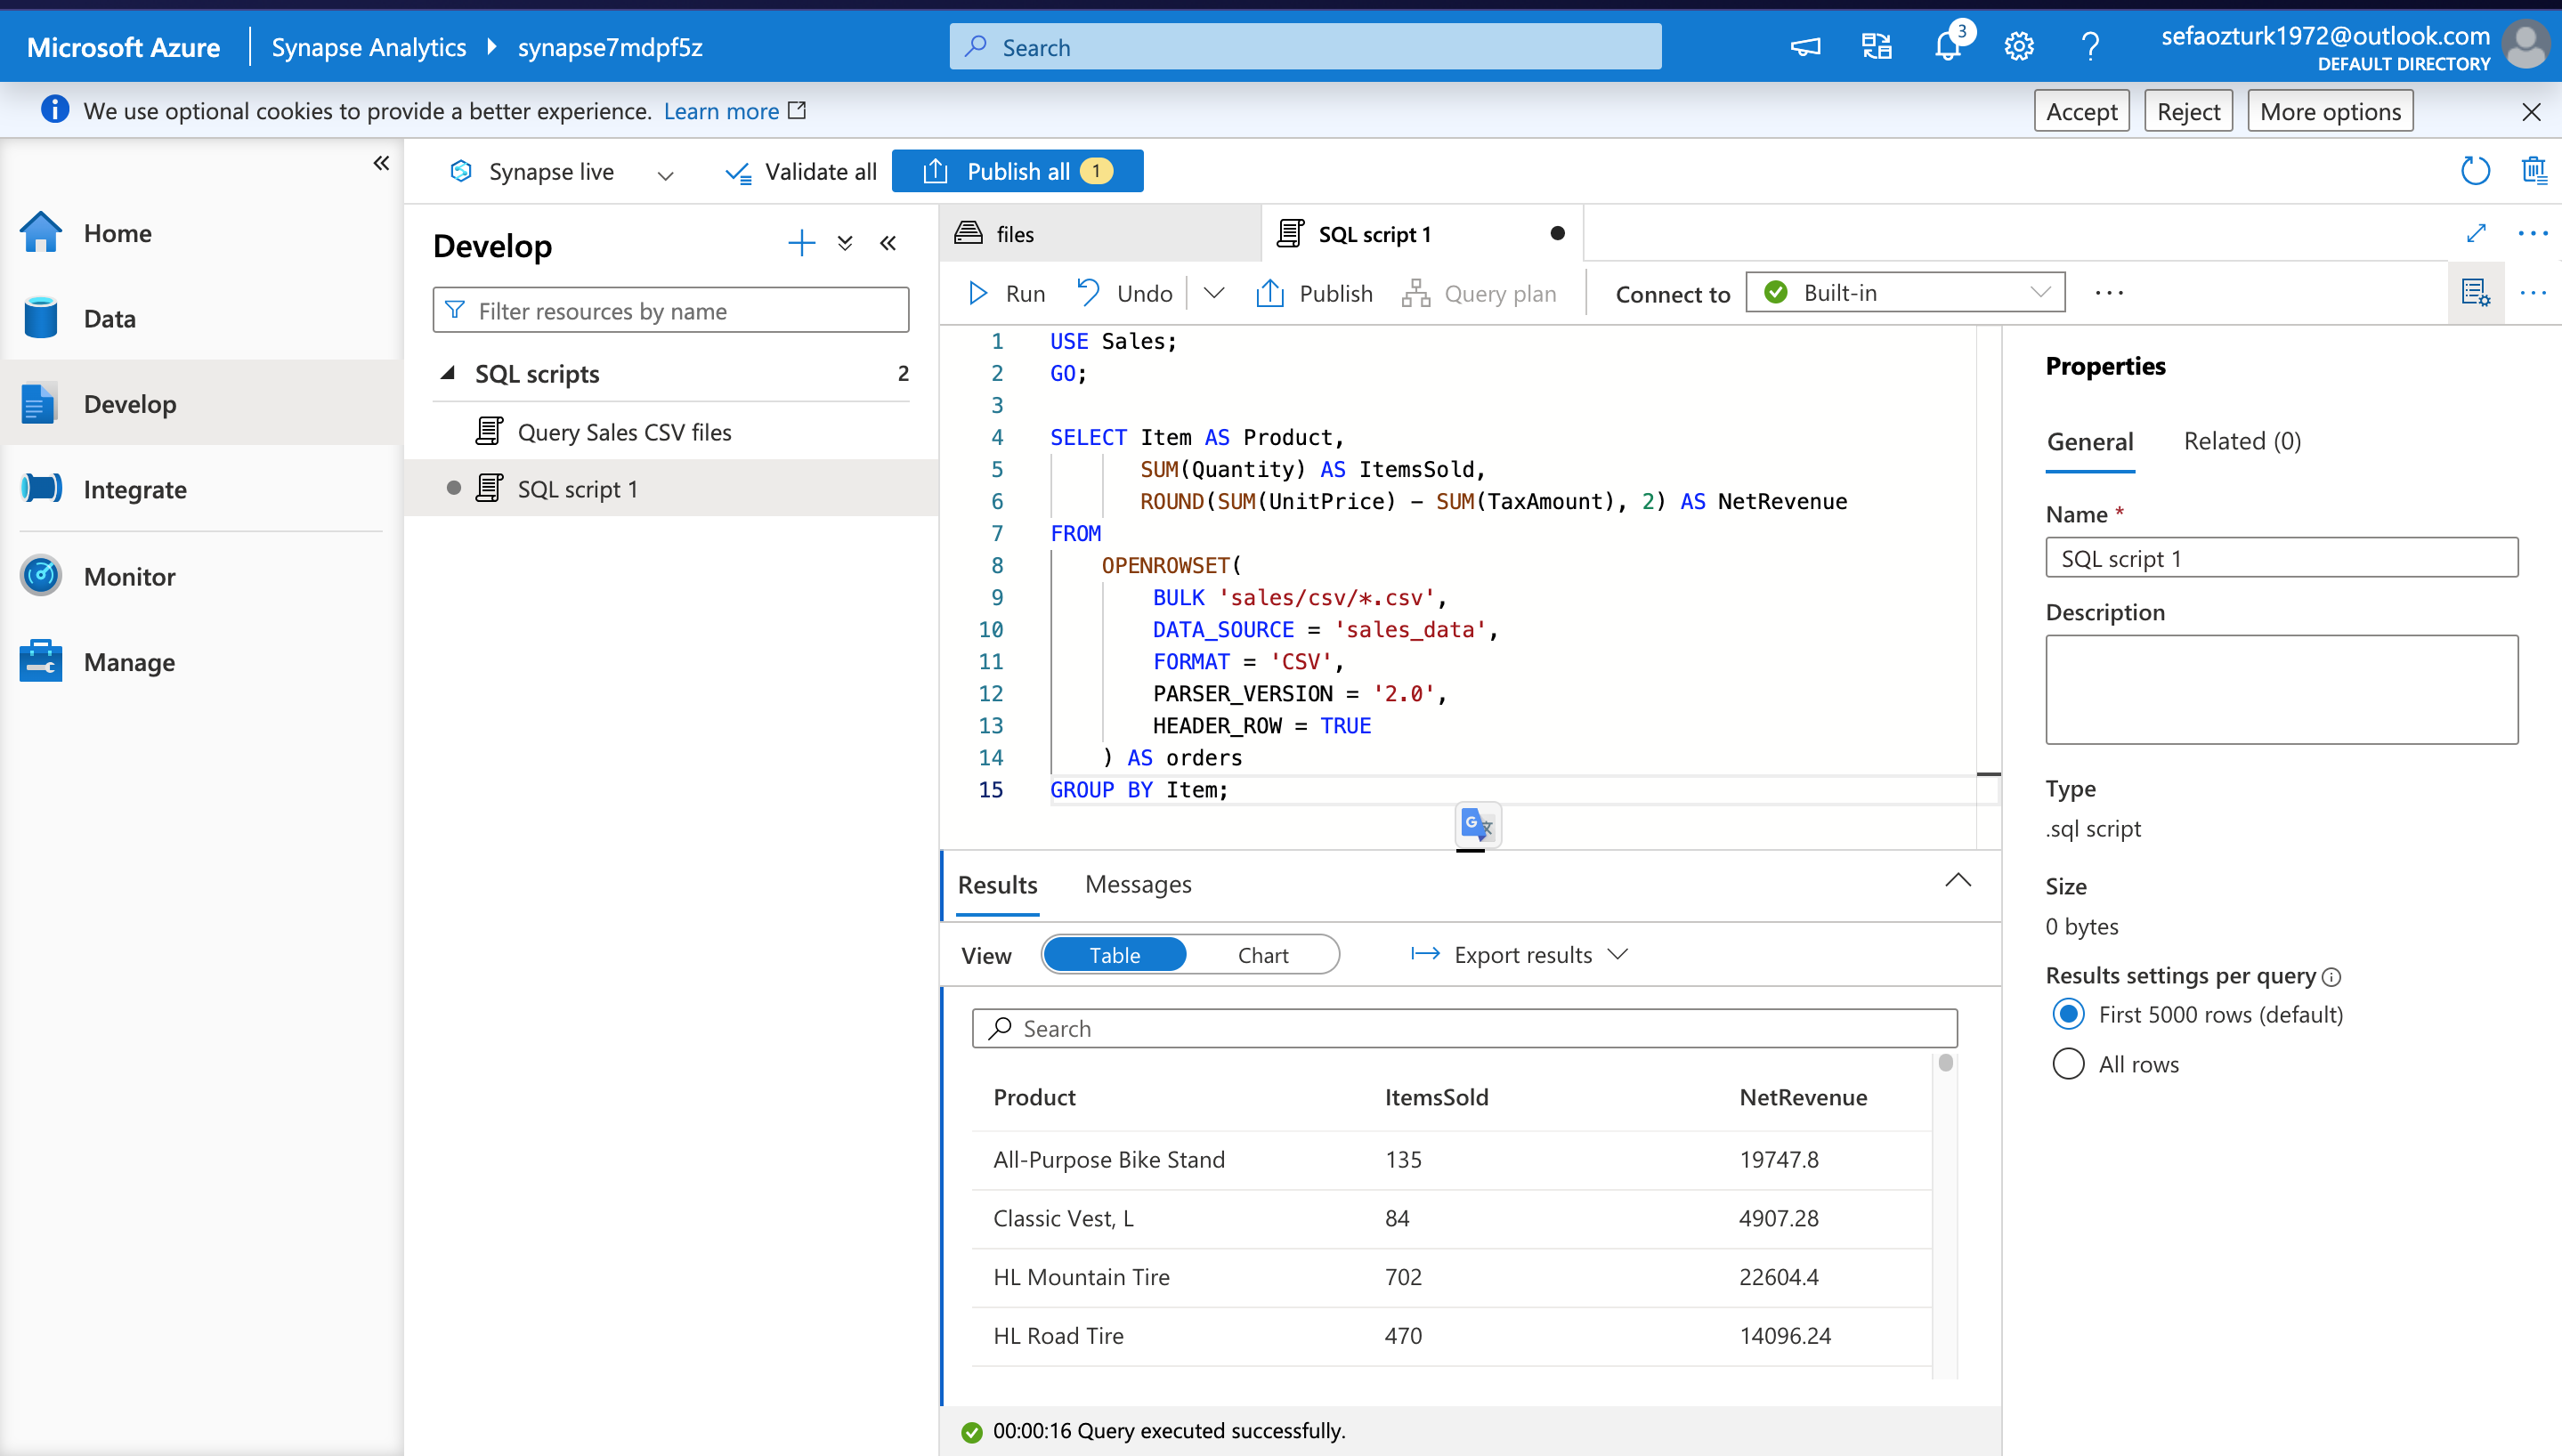 Microsoft Azure
Synapse Analytics
synapse7mdpf5z
Search
3
sefaozturk1972@outlook.com
DEFAULT DIRECTORY
We use optional cookies to provide a better experience. Learn more
Accept
Reject
More options
Home
Data
Develop
Integrate
Monitor
Manage
Synapse live
Validate all
Publish all 1
Develop
Filter resources by name
SQL scripts 2
Query Sales CSV files
SQL script 1
files
SQL script 1
Run
Undo
Publish
Query plan
Connect to
Built-in
1 USE Sales;
2 GO;
3
4 SELECT Item AS Product,
5 SUM(Quantity) AS ItemsSold,
6 ROUND(SUM(UnitPrice) - SUM(TaxAmount), 2) AS NetRevenue
7 FROM
8 OPENROWSET(
9 BULK 'sales/csv/*.csv',
10 DATA_SOURCE = 'sales_data',
11 FORMAT = 'CSV',
12 PARSER_VERSION = '2.0',
13 HEADER_ROW = TRUE
14 ) AS orders
15 GROUP BY Item;
G 文
Results
Messages
View
Table
Chart
Export results
Search
Product ItemsSold NetRevenue
All-Purpose Bike Stand 135 19747.8
Classic Vest, L 84 4907.28
HL Mountain Tire 702 22604.4
HL Road Tire 470 14096.24
00:00:16 Query executed successfully.
Properties
General
Related (0)
Name *
SQL script 1
Description
Type
.sql script
Size
0 bytes
Results settings per query
First 5000 rows (default)
All rows